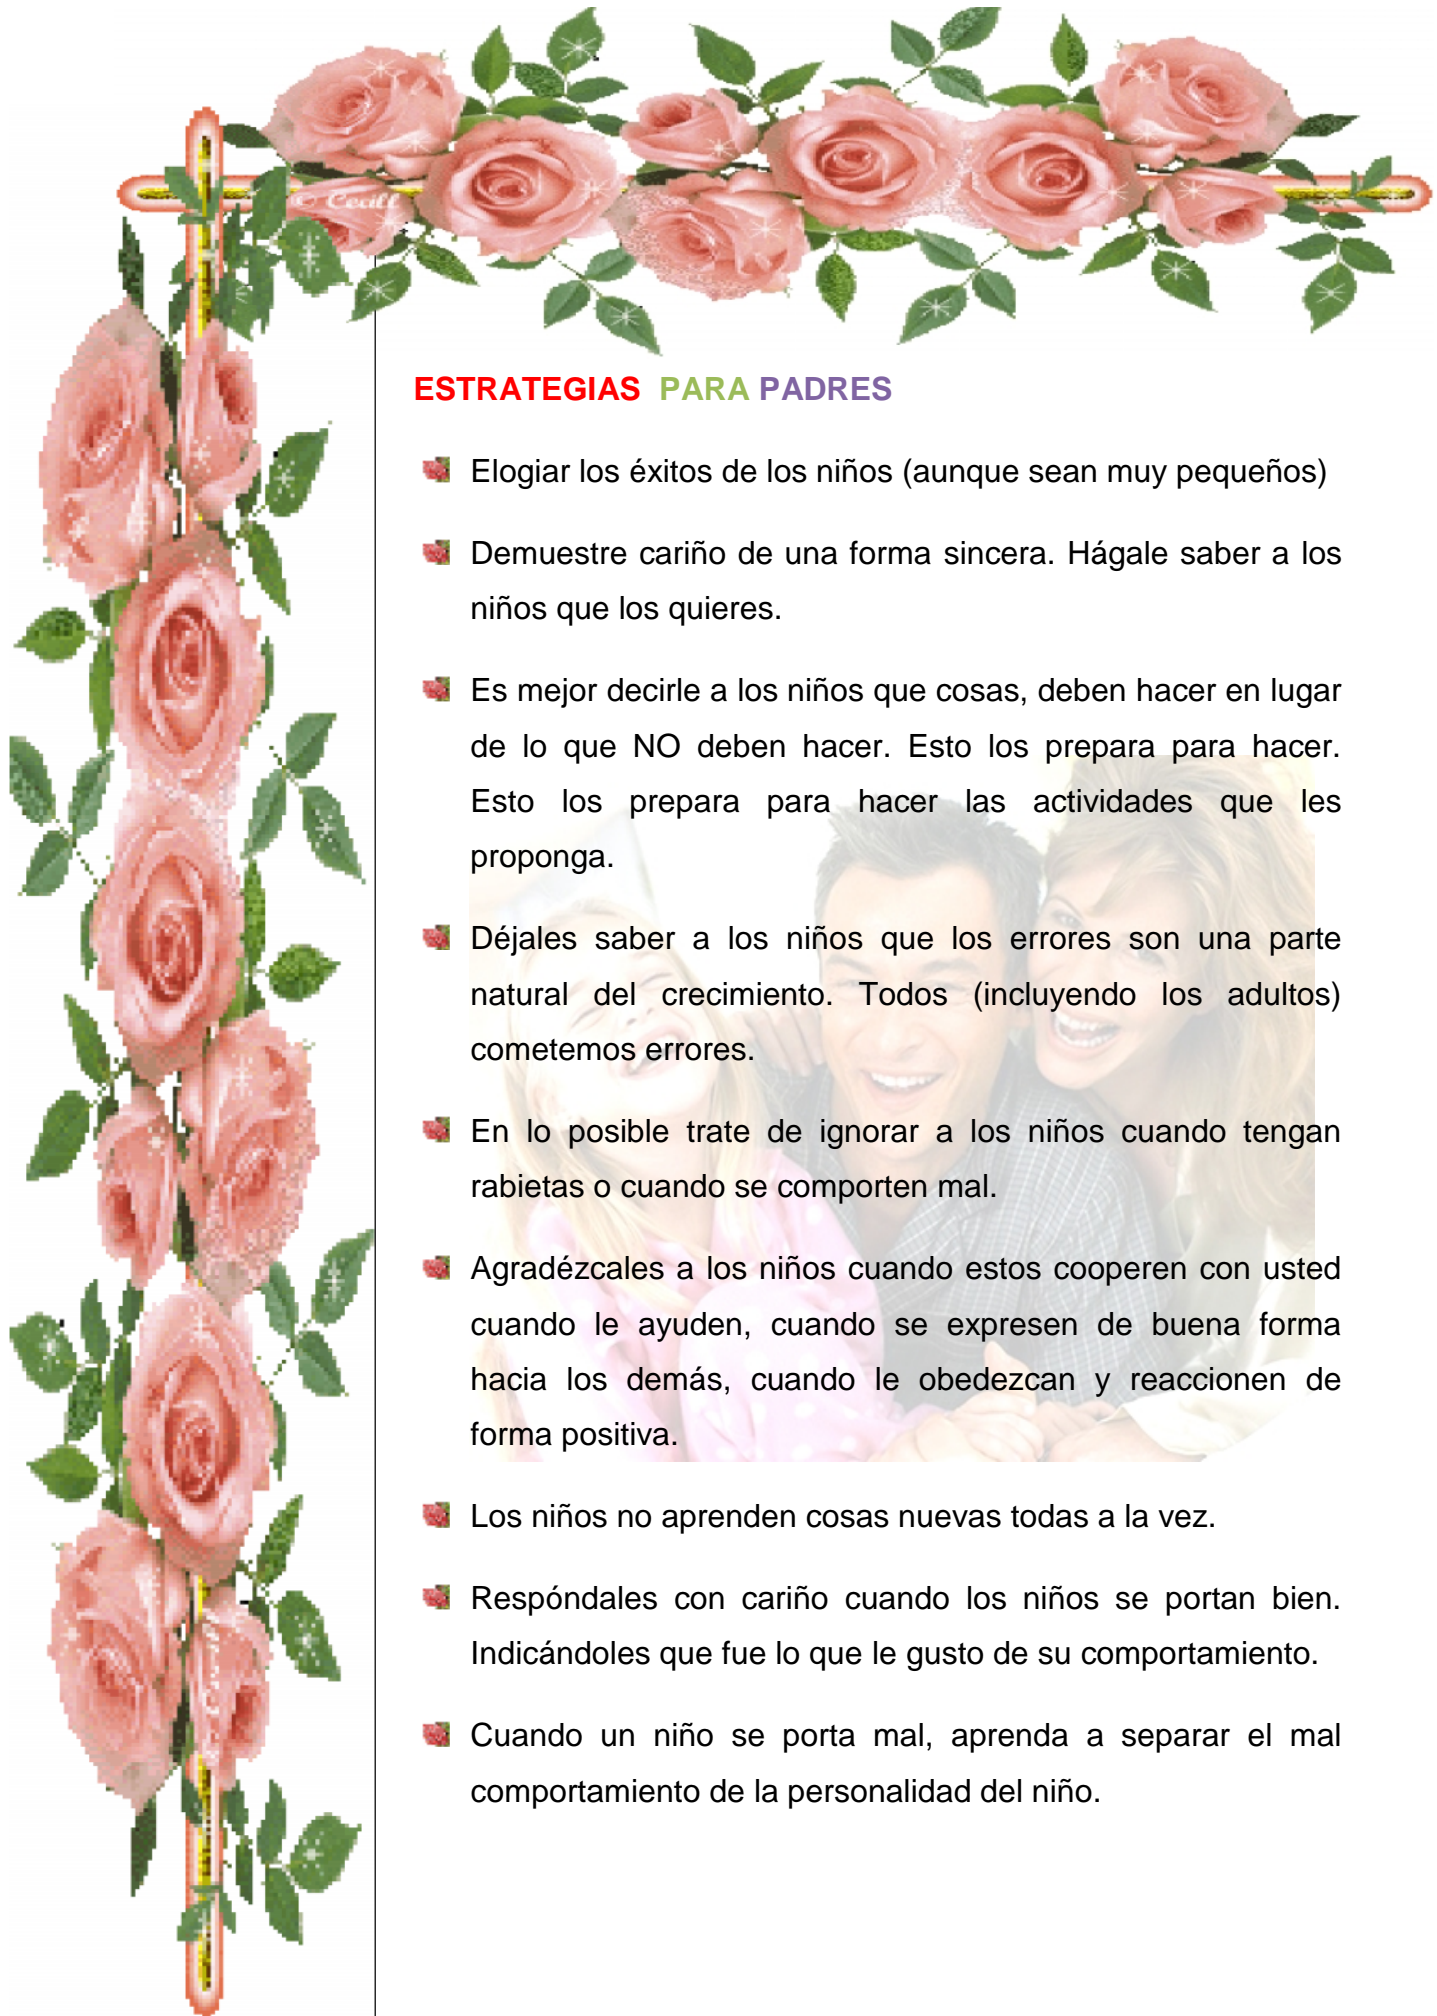 © Cecill
ESTRATEGIAS PARA PADRES
Elogiar los éxitos de los niños (aunque sean muy pequeños)
Demuestre cariño de una forma sincera. Hágale saber a los
niños que los quieres.
Es mejor decirle a los niños que cosas, deben hacer en lugar
de lo que NO deben hacer. Esto los prepara para hacer.
Esto los prepara para hacer las actividades que les
proponga.
Déjales saber a los niños que los errores son una parte
natural del crecimiento. Todos (incluyendo los adultos)
cometemos errores.
En lo posible trate de ignorar a los niños cuando tengan
rabietas o cuando se comporten mal.
Agradézcales a los niños cuando estos cooperen con usted
cuando le ayuden, cuando se expresen de buena forma
hacia los demás, cuando le obedezcan y reaccionen de
forma positiva.
Los niños no aprenden cosas nuevas todas a la vez.
Respóndales con cariño cuando los niños se portan bien.
Indicándoles que fue lo que le gusto de su comportamiento.
Cuando un niño se porta mal, aprenda a separar el mal
comportamiento de la personalidad del niño.